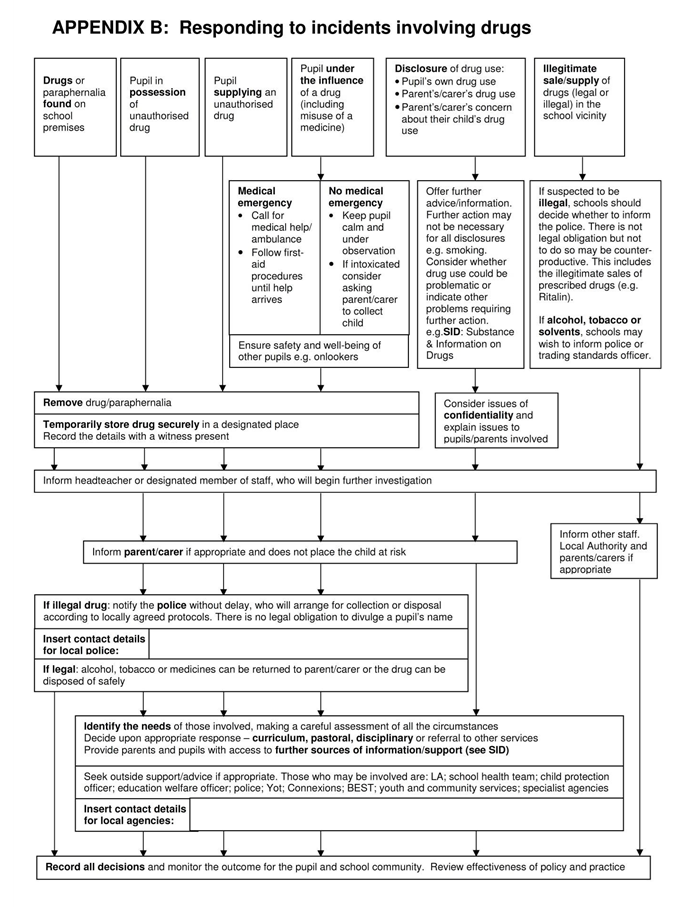 APPENDIX B:  Responding to incidents involving drugs
Drugs or
paraphernalia
found on
school
premises
Pupil in
possession
of
unauthorised
drug
Pupil
supplying an
unauthorised
drug
Pupil under
the influence
of a drug
(including
misuse of a
medicine)
Disclosure of drug use:
• Pupil's own drug use
• Parent's/carer's drug use
• Parent's/carer's concern
about their child's drug
use
Illegitimate
sale/supply of
drugs (legal or
illegal) in the
school vicinity
Medical
emergency
• Call for
medical help/
ambulance
• Follow first-
aid
procedures
until help
arrives
No medical
emergency
• Keep pupil
calm and
under
observation
• If intoxicated
consider
asking
parent/carer
to collect
child
Ensure safety and well-being of
other pupils e.g. onlookers
Offer further
advice/information.
Further action may
not be necessary
for all disclosures
e.g. smoking.
Consider whether
drug use could be
problematic or
indicate other
problems requiring
further action.
e.g.SID: Substance
& Information on
Drugs
If suspected to be
illegal, schools should
decide whether to inform
the police. There is not
legal obligation but not
to do so may be counter-
productive. This includes
the illegitimate sales of
prescribed drugs (e.g.
Ritalin).
If alcohol, tobacco or
solvents, schools may
wish to inform police or
trading standards officer.
Remove drug/paraphernalia
Temporarily store drug securely in a designated place
Record the details with a witness present
Consider issues of
confidentiality and
explain issues to
pupils/parents involved
Inform headteacher or designated member of staff, who will begin further investigation
Inform other staff.
Local Authority and
parents/carers if
appropriate
Inform parent/carer if appropriate and does not place the child at risk
If illegal drug: notify the police without delay, who will arrange for collection or disposal
according to locally agreed protocols. There is no legal obligation to divulge a pupil's name
Insert contact details
for local police:
If legal: alcohol, tobacco or medicines can be returned to parent/carer or the drug can be
disposed of safely
Identify the needs of those involved, making a careful assessment of all the circumstances
Decide upon appropriate response – curriculum, pastoral, disciplinary or referral to other services
Provide parents and pupils with access to further sources of information/support (see SID)
Seek outside support/advice if appropriate. Those who may be involved are: LA; school health team; child protection
officer; education welfare officer; police; Yot; Connexions; BEST; youth and community services; specialist agencies
Insert contact details
for local agencies:
Record all decisions and monitor the outcome for the pupil and school community.  Review effectiveness of policy and practice